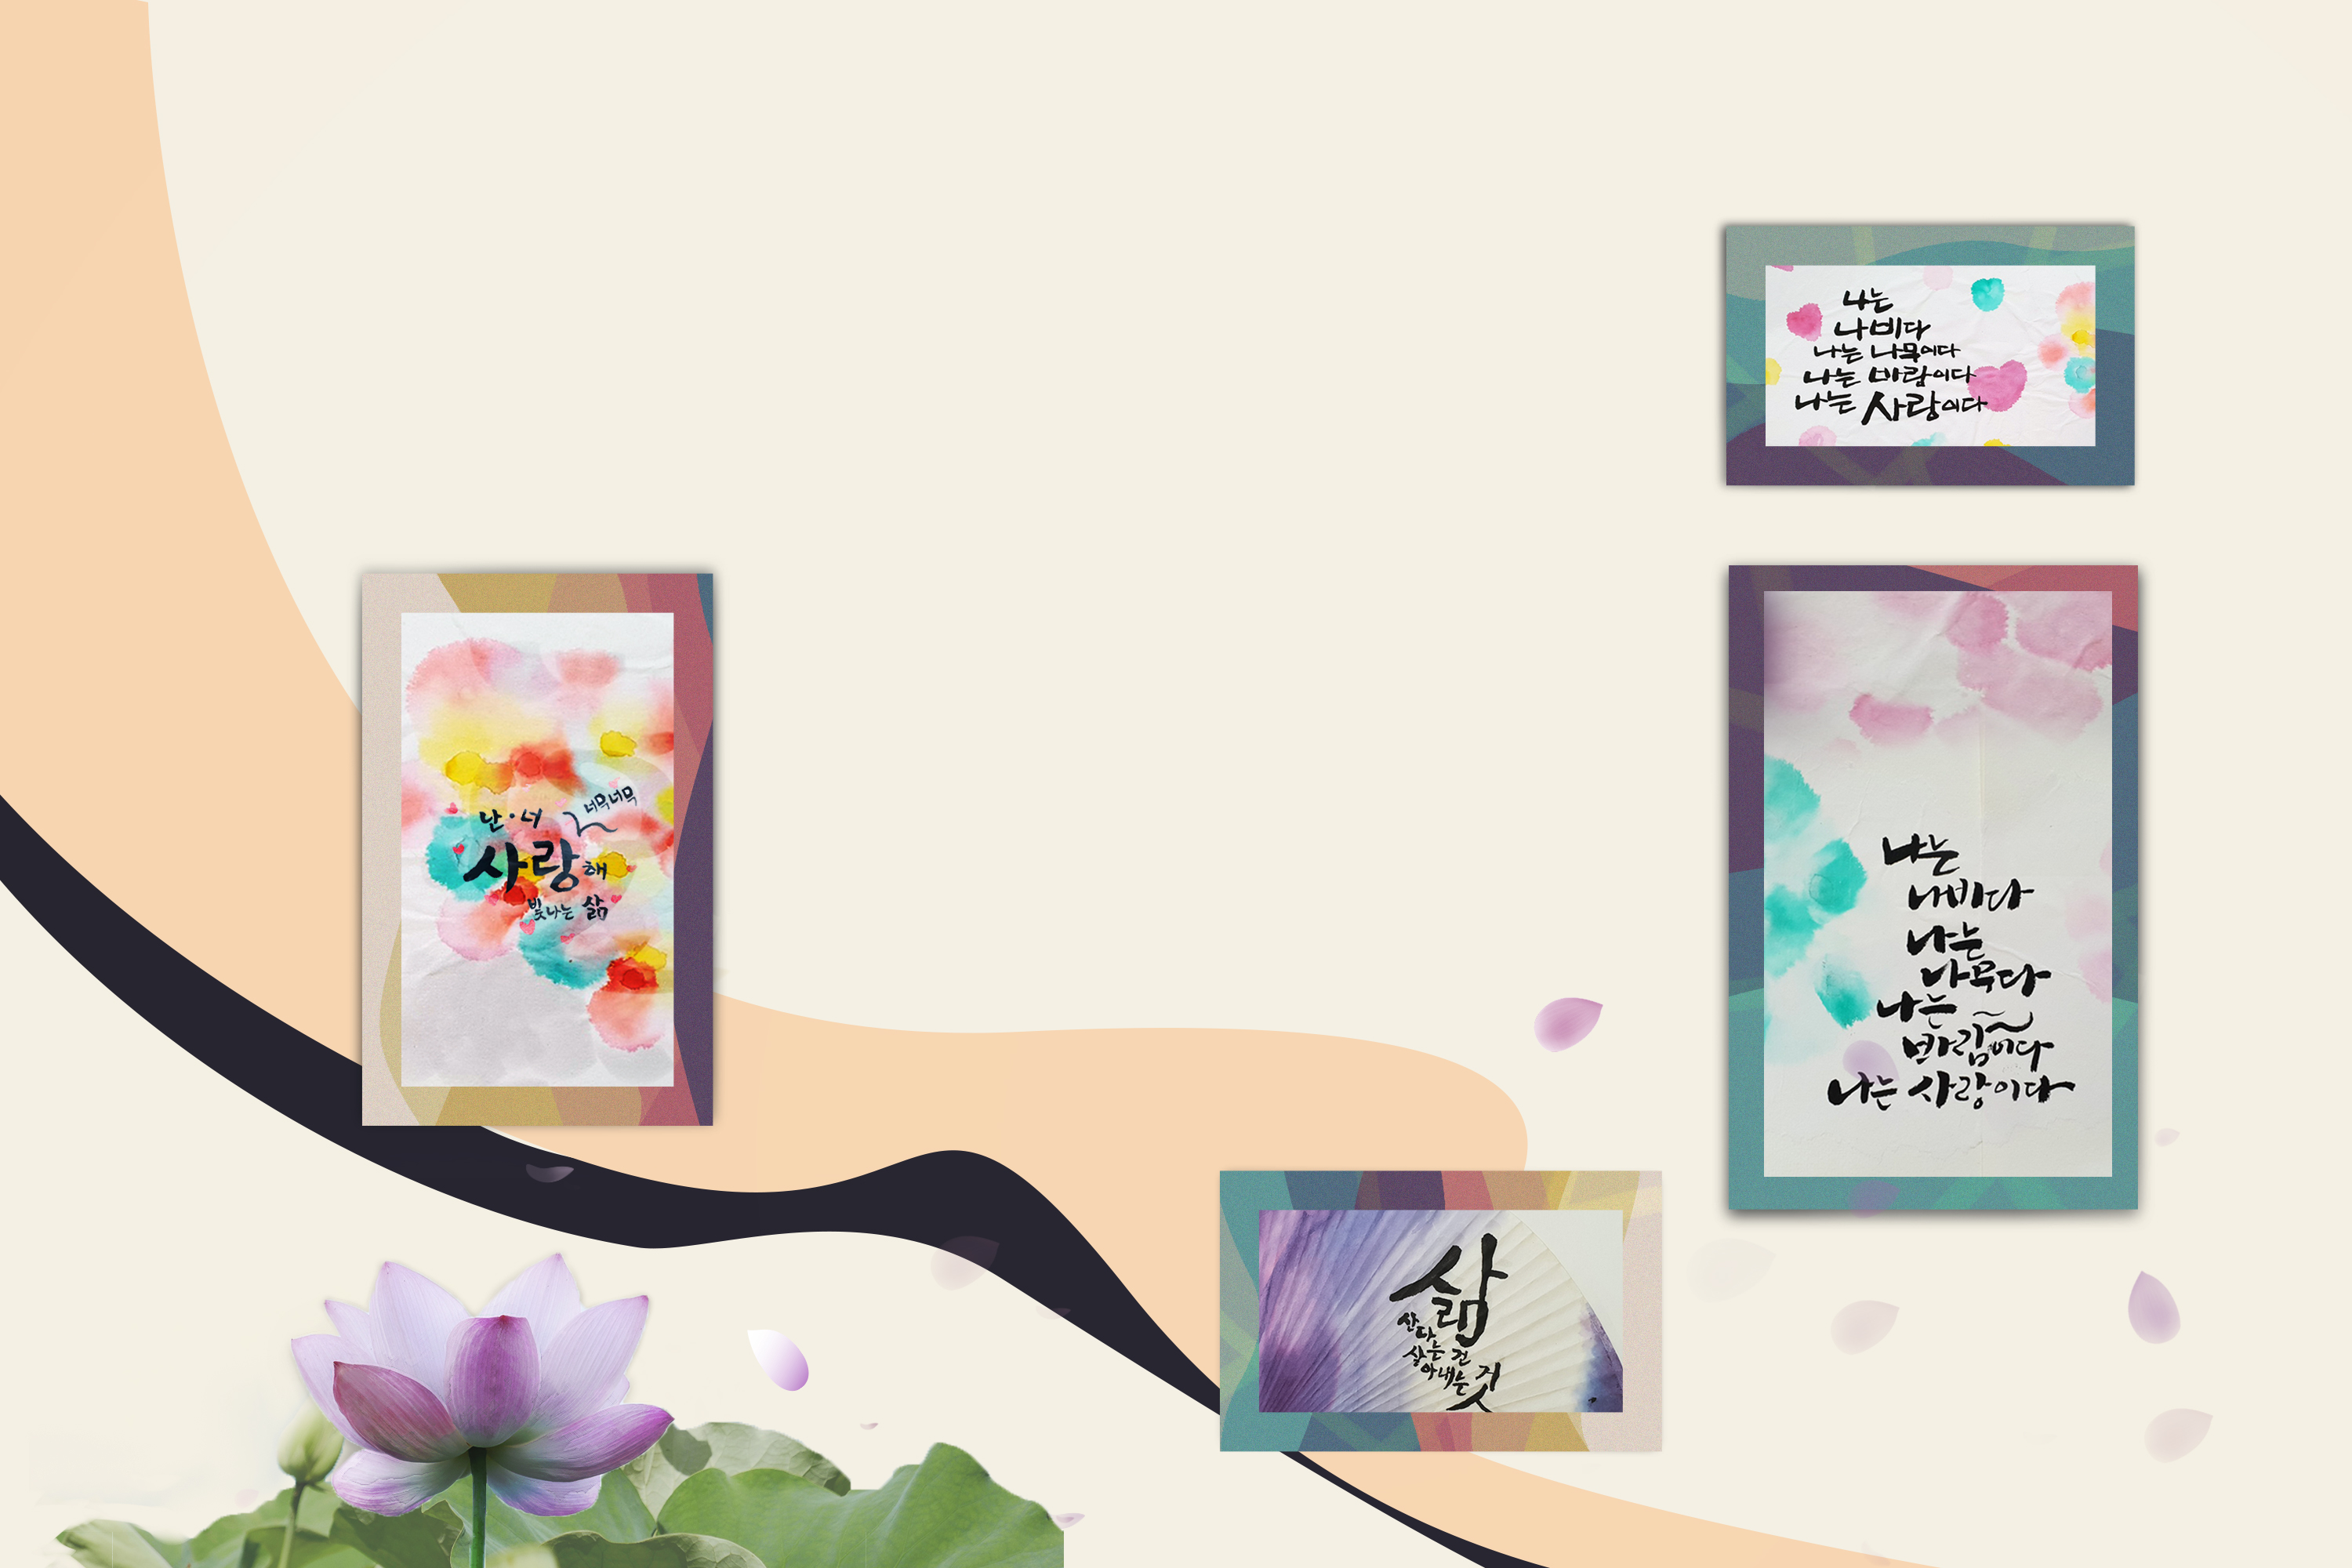 난·너
너무너무
사랑해
빛나는 삶
나는
나비다
나는 나무이다
나는 바람이다
나는 사랑이다
나는
나비다
나는
나무다
나는
바람이다
나는 사랑이다
삶
산다는 건
살아내는 것